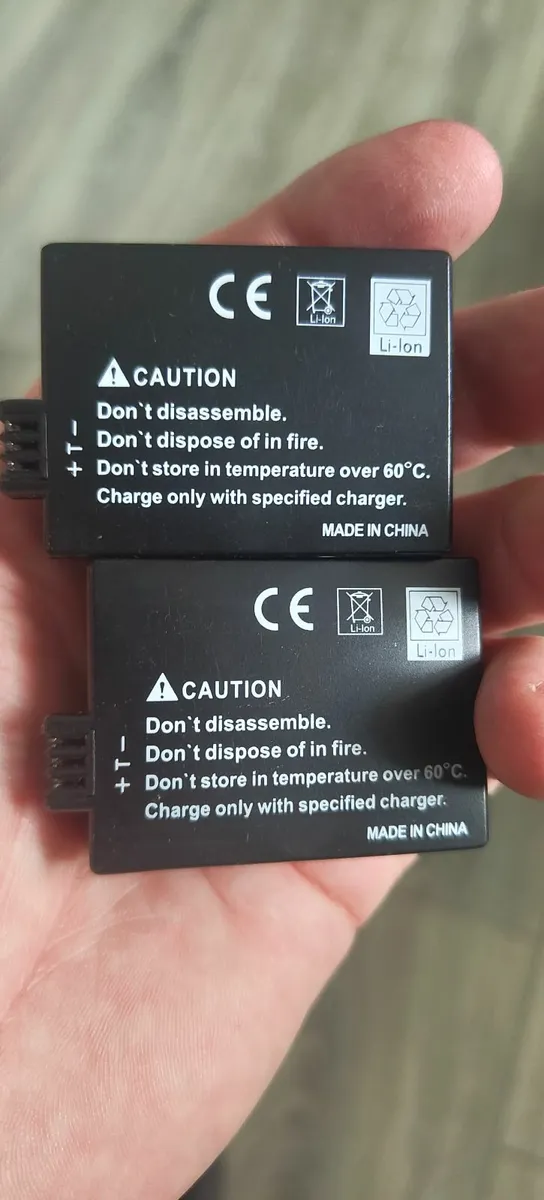 CE
Li-Ion
Li-Ion
CAUTION
Don`t disassemble.
Don`t dispose of in fire.
Don`t store in temperature over 60°C.
Charge only with specified charger.
+ T −
MADE IN CHINA
CE
Li-Ion
Li-Ion
CAUTION
Don`t disassemble.
Don`t dispose of in fire.
Don`t store in temperature over 60°C.
Charge only with specified charger.
+ T −
MADE IN CHINA